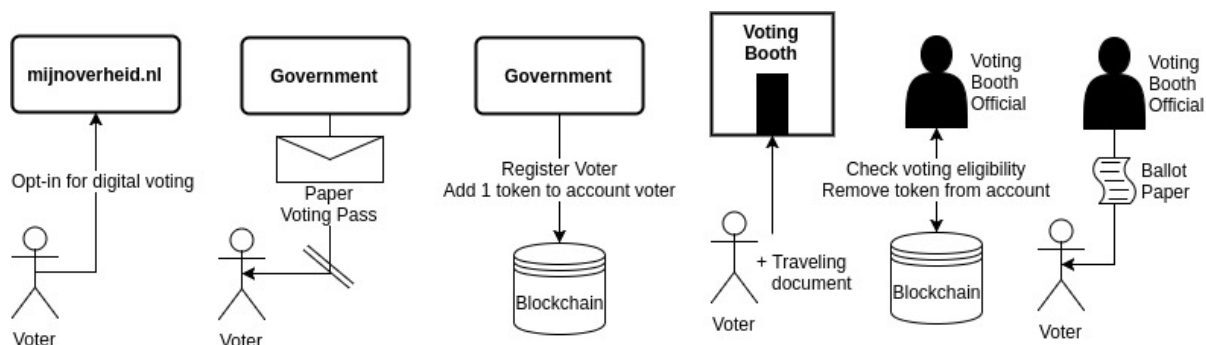 mijnoverheid.nl
Opt-in for digital voting
Voter
Government
Paper
Voting Pass
Voter
Government
Register Voter
Add 1 token to account voter
Blockchain
Voting
Booth
+ Traveling
document
Voter
Voting
Booth
Official
Check voting eligibility
Remove token from account
Blockchain
Voting
Booth
Official
Ballot
Paper
Voter